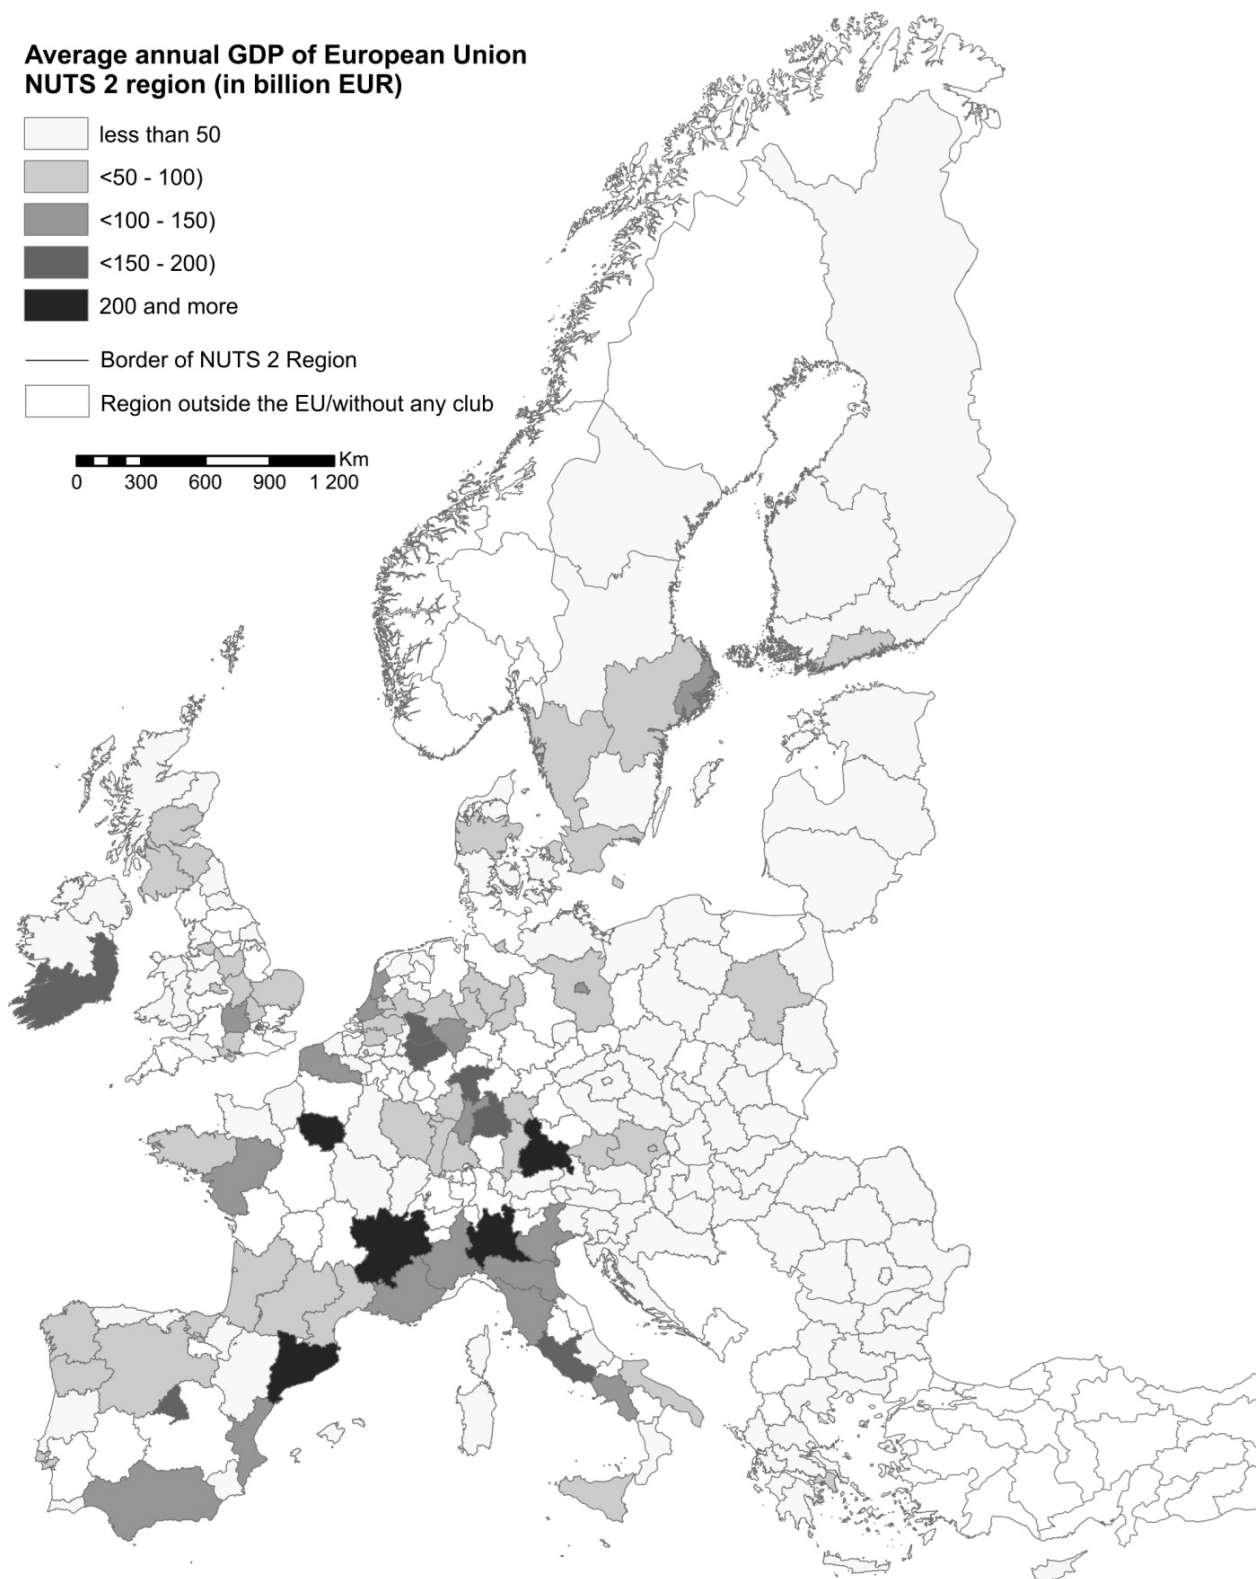 Average annual GDP of European Union
NUTS 2 region (in billion EUR)
less than 50
<50 - 100)
<100 - 150)
<150 - 200)
200 and more
Border of NUTS 2 Region
Region outside the EU/without any club
Km
0 300 600 900 1 200